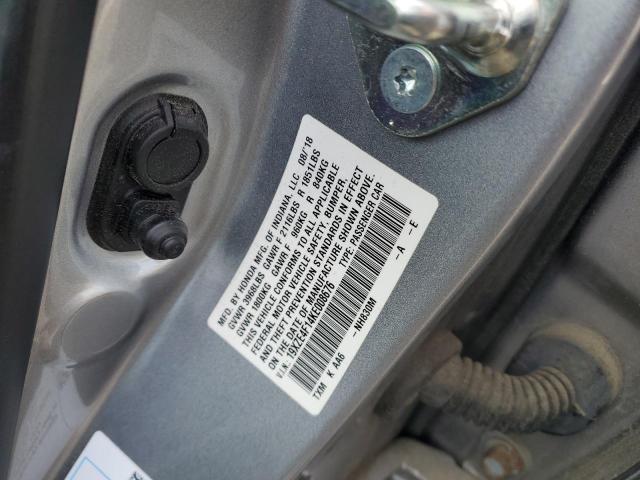 MFD. BY HONDA MFG. OF INDIANA, LLC 08/'18
GVWR 3968LBS GAWR F 2116LBS R 1851LBS
GVWR 1800KG GAWR F 960KG R. 840KG
THIS VEHICLE CONFORMS TO ALL APPLICABLE
FEDERAL MOTOR VEHICLE SAFETY BUMPER,
AND THEFT PREVENTION STANDARDS IN EFFECT
ON THE DATE OF MANUFACTURE SHOWN ABOVE.
V.I.N.: 19XZE4F14KE008676 TYPE: PASSENGER CAR
TXM K AA6 –NH830M –A –E